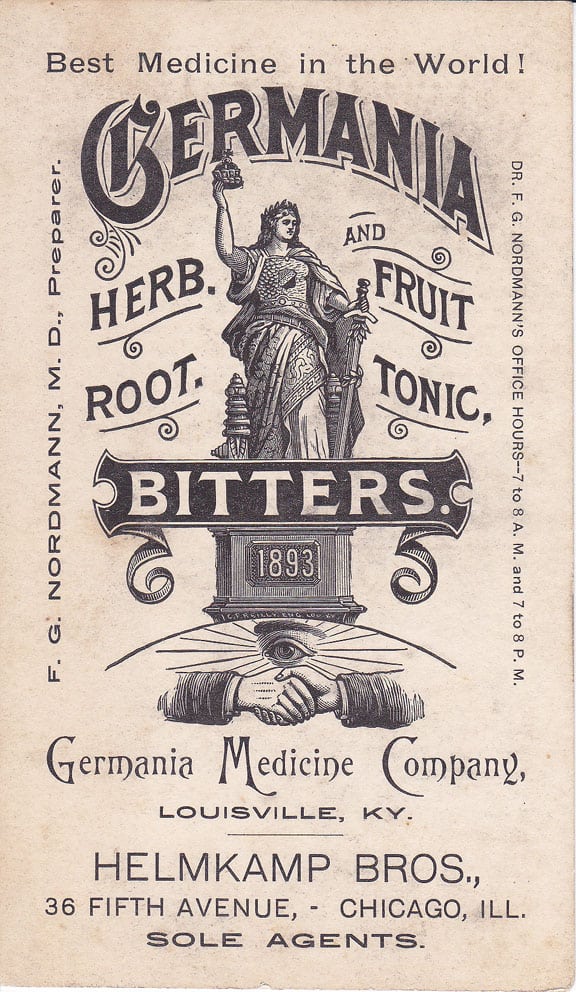 Best Medicine in the World!
GERMANIA
HERB.
AND
FRUIT
ROOT.
TONIC,
BITTERS.
1893
Germania Medicine Company,
LOUISVILLE, KY.
HELMKAMP BROS.,
36 FIFTH AVENUE, - CHICAGO, ILL.
SOLE AGENTS.
F. G. NORDMANN, M. D., Preparer.
DR. F. G. NORDMANN'S OFFICE HOURS--7 to 8 A. M. and 7 to 8 P. M.